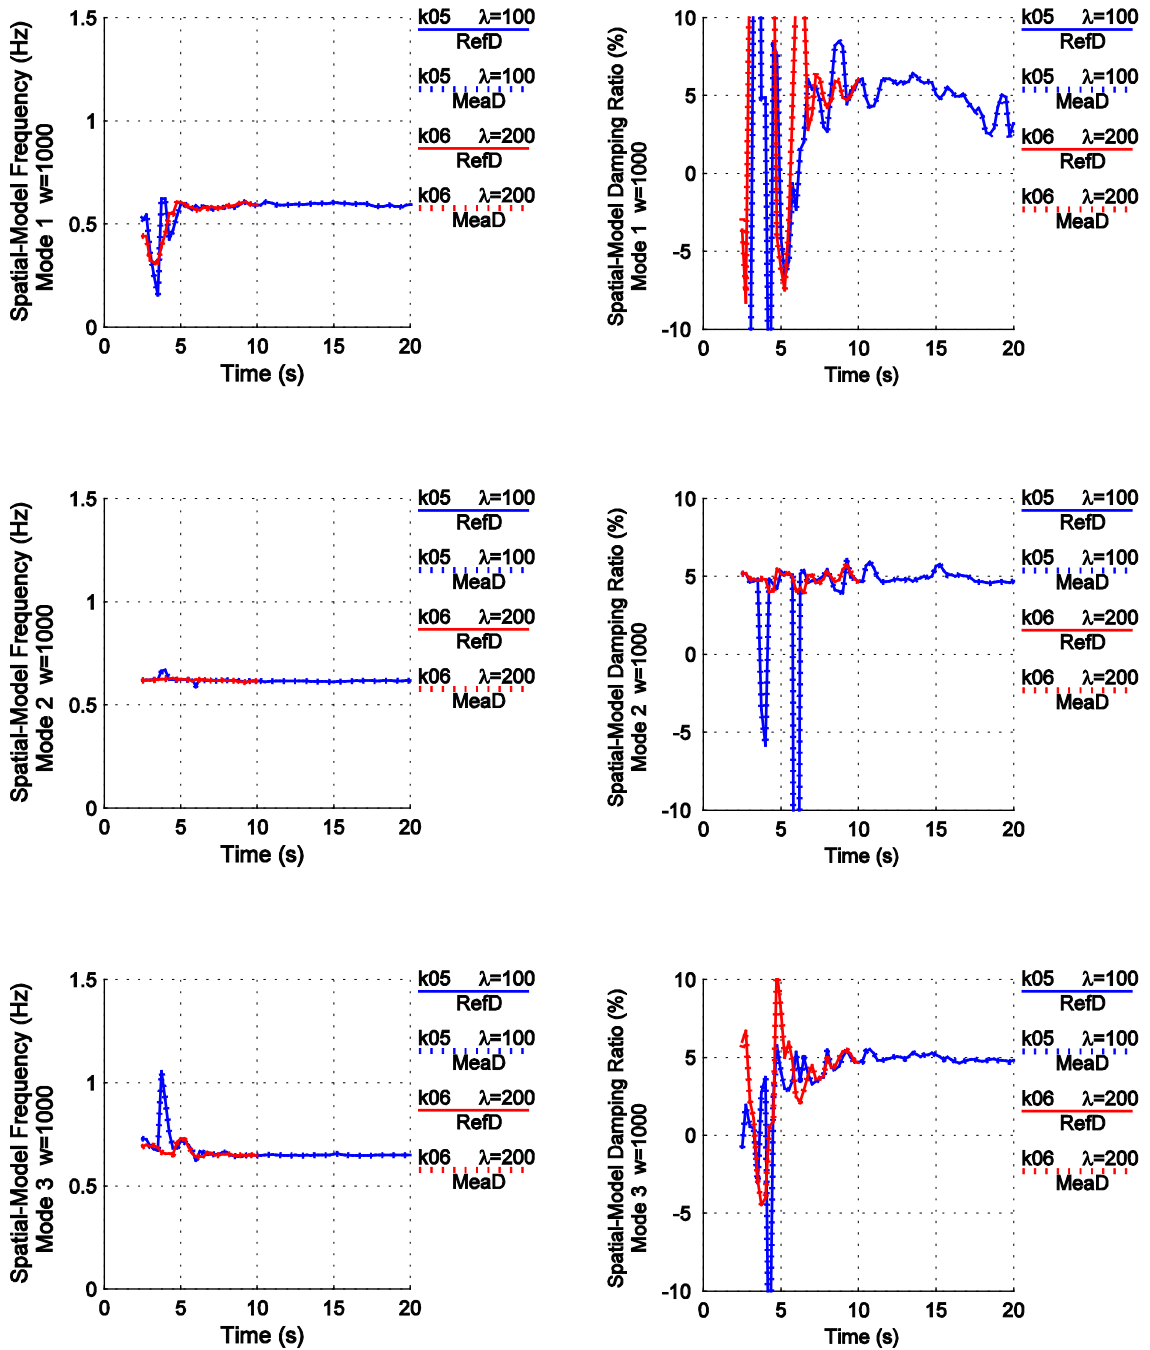 Spatial-Model Frequency (Hz)
Mode 1 w=1000
1.5
1
0.5
0
0 5 10 15 20
Time (s)
k05 λ=100
RefD
k05 λ=100
MeaD
k06 λ=200
RefD
k06 λ=200
MeaD
Spatial-Model Damping Ratio (%)
Mode 1 w=1000
10
5
0
-5
-10
0 5 10 15 20
Time (s)
k05 λ=100
RefD
k05 λ=100
MeaD
k06 λ=200
RefD
k06 λ=200
MeaD
Spatial-Model Frequency (Hz)
Mode 2 w=1000
1.5
1
0.5
0
0 5 10 15 20
Time (s)
k05 λ=100
RefD
k05 λ=100
MeaD
k06 λ=200
RefD
k06 λ=200
MeaD
Spatial-Model Damping Ratio (%)
Mode 2 w=1000
10
5
0
-5
-10
0 5 10 15 20
Time (s)
k05 λ=100
RefD
k05 λ=100
MeaD
k06 λ=200
RefD
k06 λ=200
MeaD
Spatial-Model Frequency (Hz)
Mode 3 w=1000
1.5
1
0.5
0
0 5 10 15 20
Time (s)
k05 λ=100
RefD
k05 λ=100
MeaD
k06 λ=200
RefD
k06 λ=200
MeaD
Spatial-Model Damping Ratio (%)
Mode 3 w=1000
10
5
0
-5
-10
0 5 10 15 20
Time (s)
k05 λ=100
RefD
k05 λ=100
MeaD
k06 λ=200
RefD
k06 λ=200
MeaD